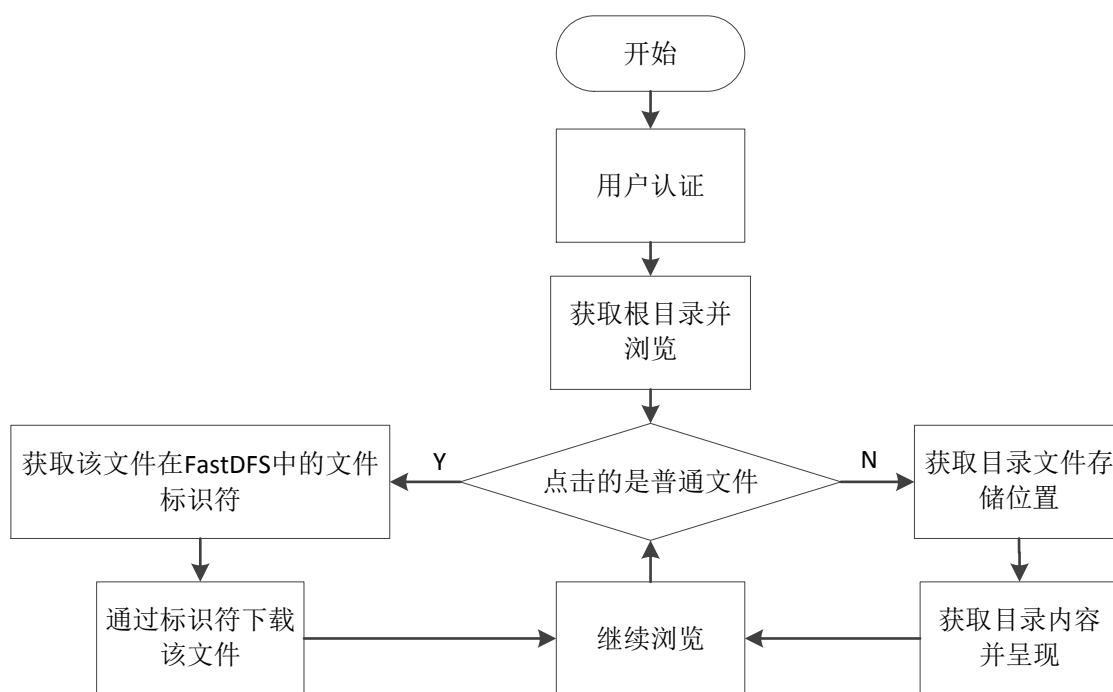 开始
用户认证
获取根目录并
浏览
获取该文件在FastDFS中的文件
标识符
Y
点击的是普通文件
N
获取目录文件存
储位置
通过标识符下载
该文件
继续浏览
获取目录内容
并呈现